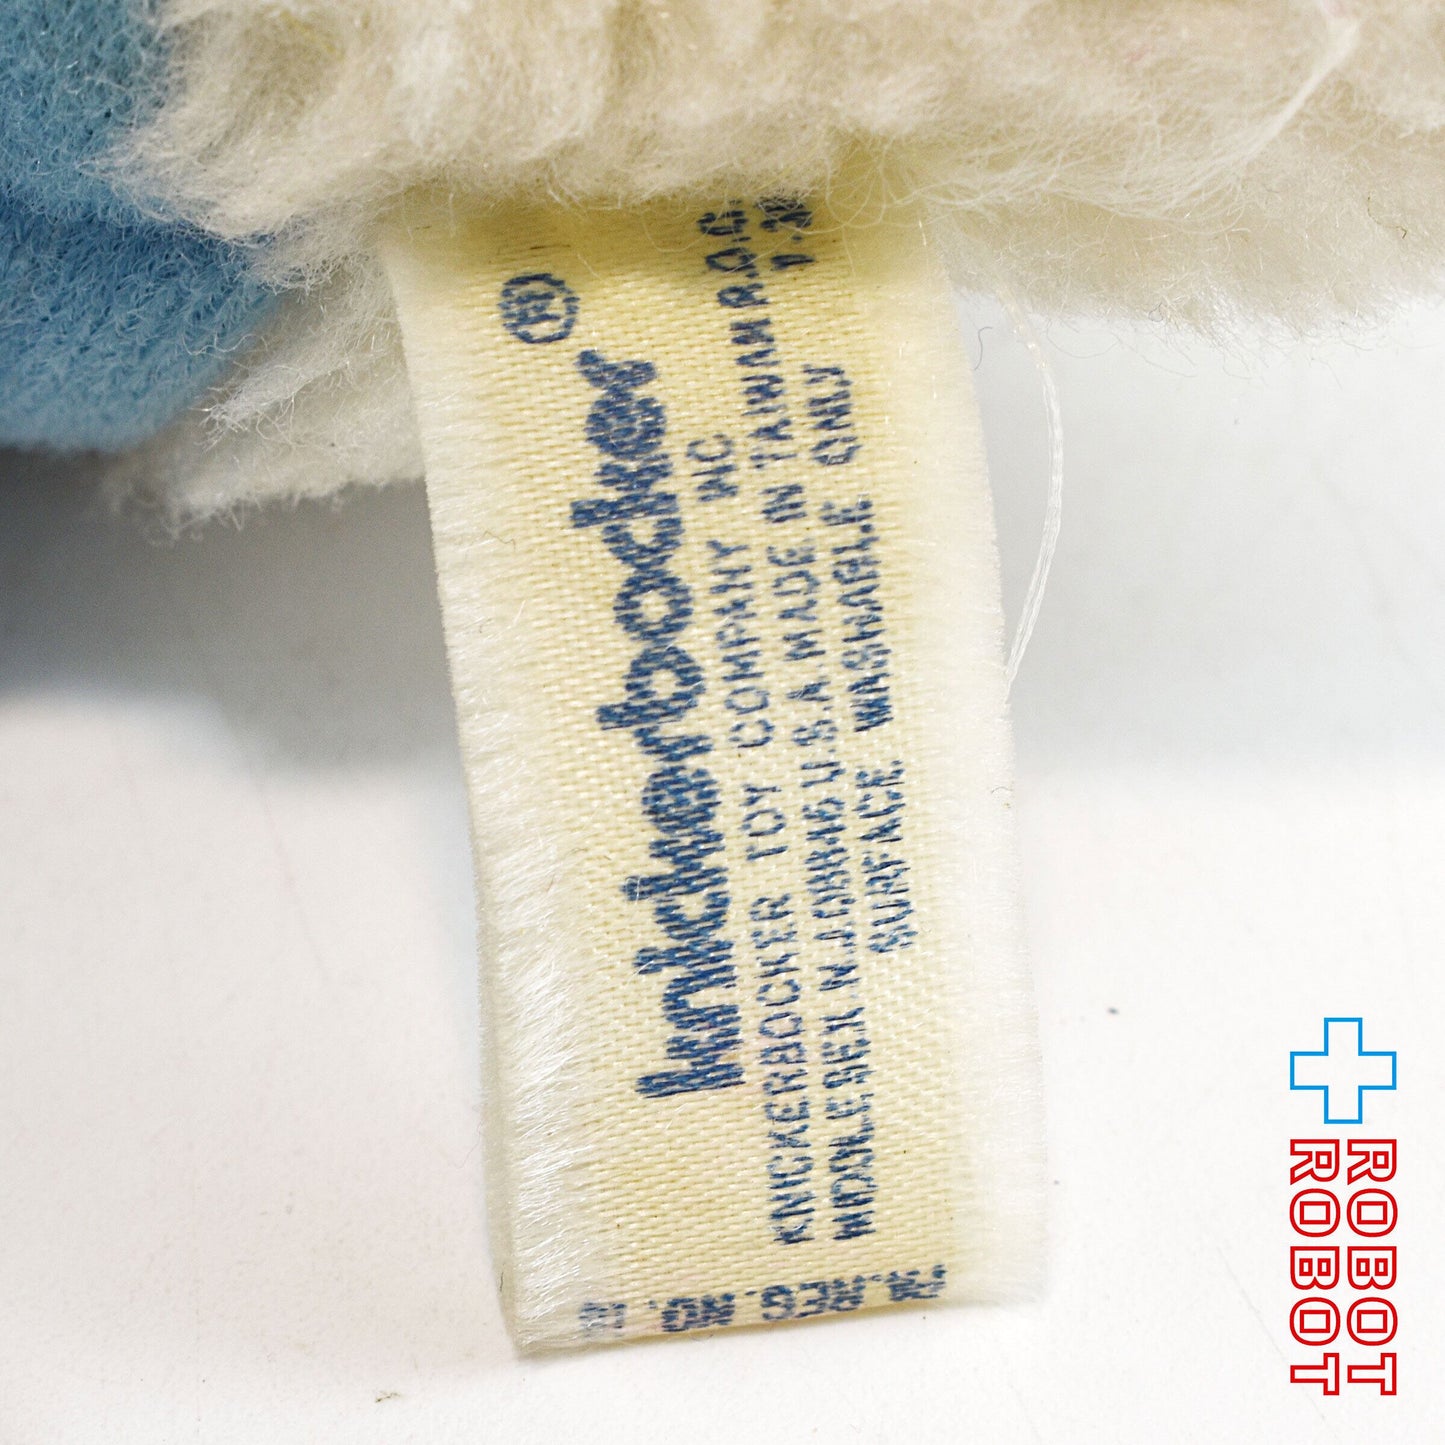 knickerbocker ®
KNICKERBOCKER TOY COMPANY INC
MIDDLESEX. N.J.08846 U.S.A. MADE IN TAIWAN R.O.C.
SURFACE WASHABLE ONLY
ROBOT
ROBOT